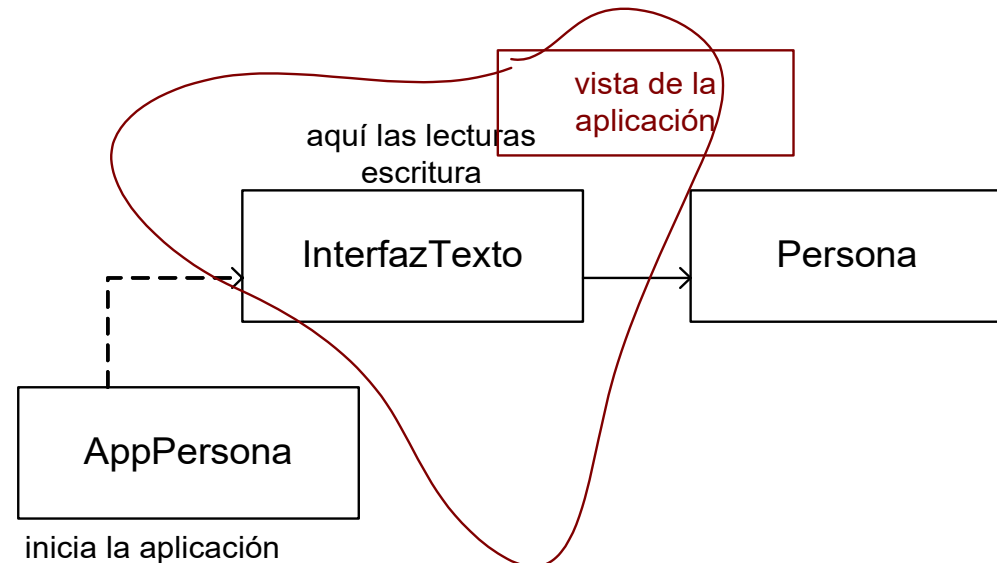 vista de la
aplicación
aquí las lecturas
escritura
InterfazTexto
Persona
AppPersona
inicia la aplicación